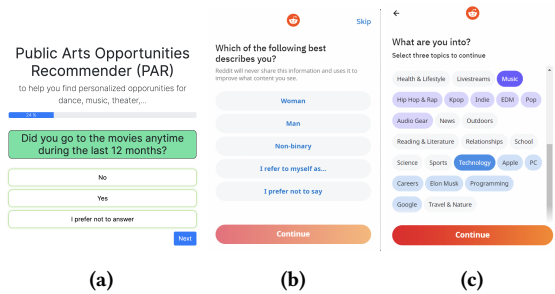 Public Arts Opportunities
Recommender (PAR)
to help you find personalized opporunities for
dance, music, theater,...
24 %
Did you go to the movies anytime
during the last 12 months?
No
Yes
I prefer not to answer
Next
(a)
Skip
Which of the following best
describes you?
Reddit will never share this information and uses it to
improve what content you see.
Woman
Man
Non-binary
I refer to myself as...
I prefer not to say
Continue
(b)
What are you into?
Select three topics to continue
Health & Lifestyle Livestreams Music
Hip Hop & Rap Kpop Indie EDM Pop
Audio Gear News Outdoors
Reading & Literature Relationships School
Science Sports Technology Apple PC
Careers Elon Musk Programming
Google Travel & Nature
Continue
(c)